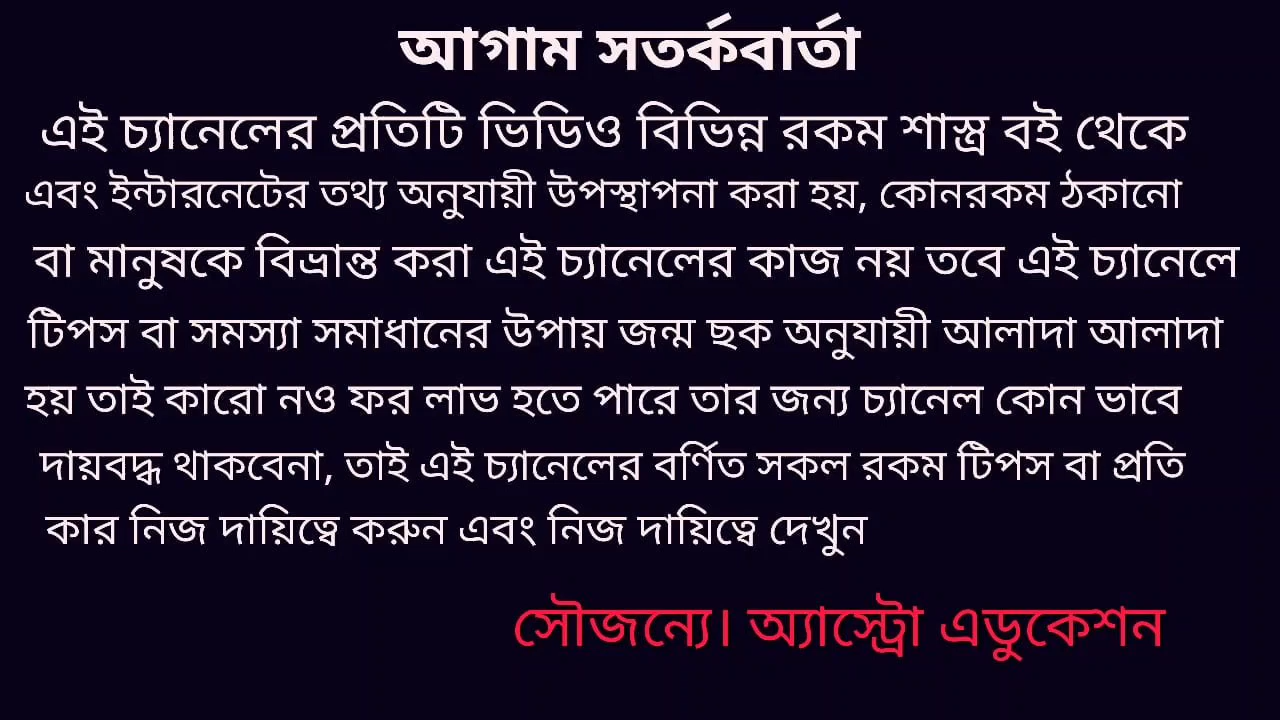 আগাম সতর্কবার্তা
এই চ্যানেলের প্রতিটি ভিডিও বিভিন্ন রকম শাস্ত্র বই থেকে
এবং ইন্টারনেটের তথ্য অনুযায়ী উপস্থাপনা করা হয়, কোনরকম ঠকানো
বা মানুষকে বিভ্রান্ত করা এই চ্যানেলের কাজ নয় তবে এই চ্যানেলে
টিপস বা সমস্যা সমাধানের উপায় জন্ম ছক অনুযায়ী আলাদা আলাদা
হয় তাই কারো নও ফর লাভ হতে পারে তার জন্য চ্যানেল কোন ভাবে
দায়বদ্ধ থাকবেনা, তাই এই চ্যানেলের বর্ণিত সকল রকম টিপস বা প্রতি
কার নিজ দায়িত্বে করুন এবং নিজ দায়িত্বে দেখুন
সৌজন্যে। অ্যাস্ট্রো এডুকেশন